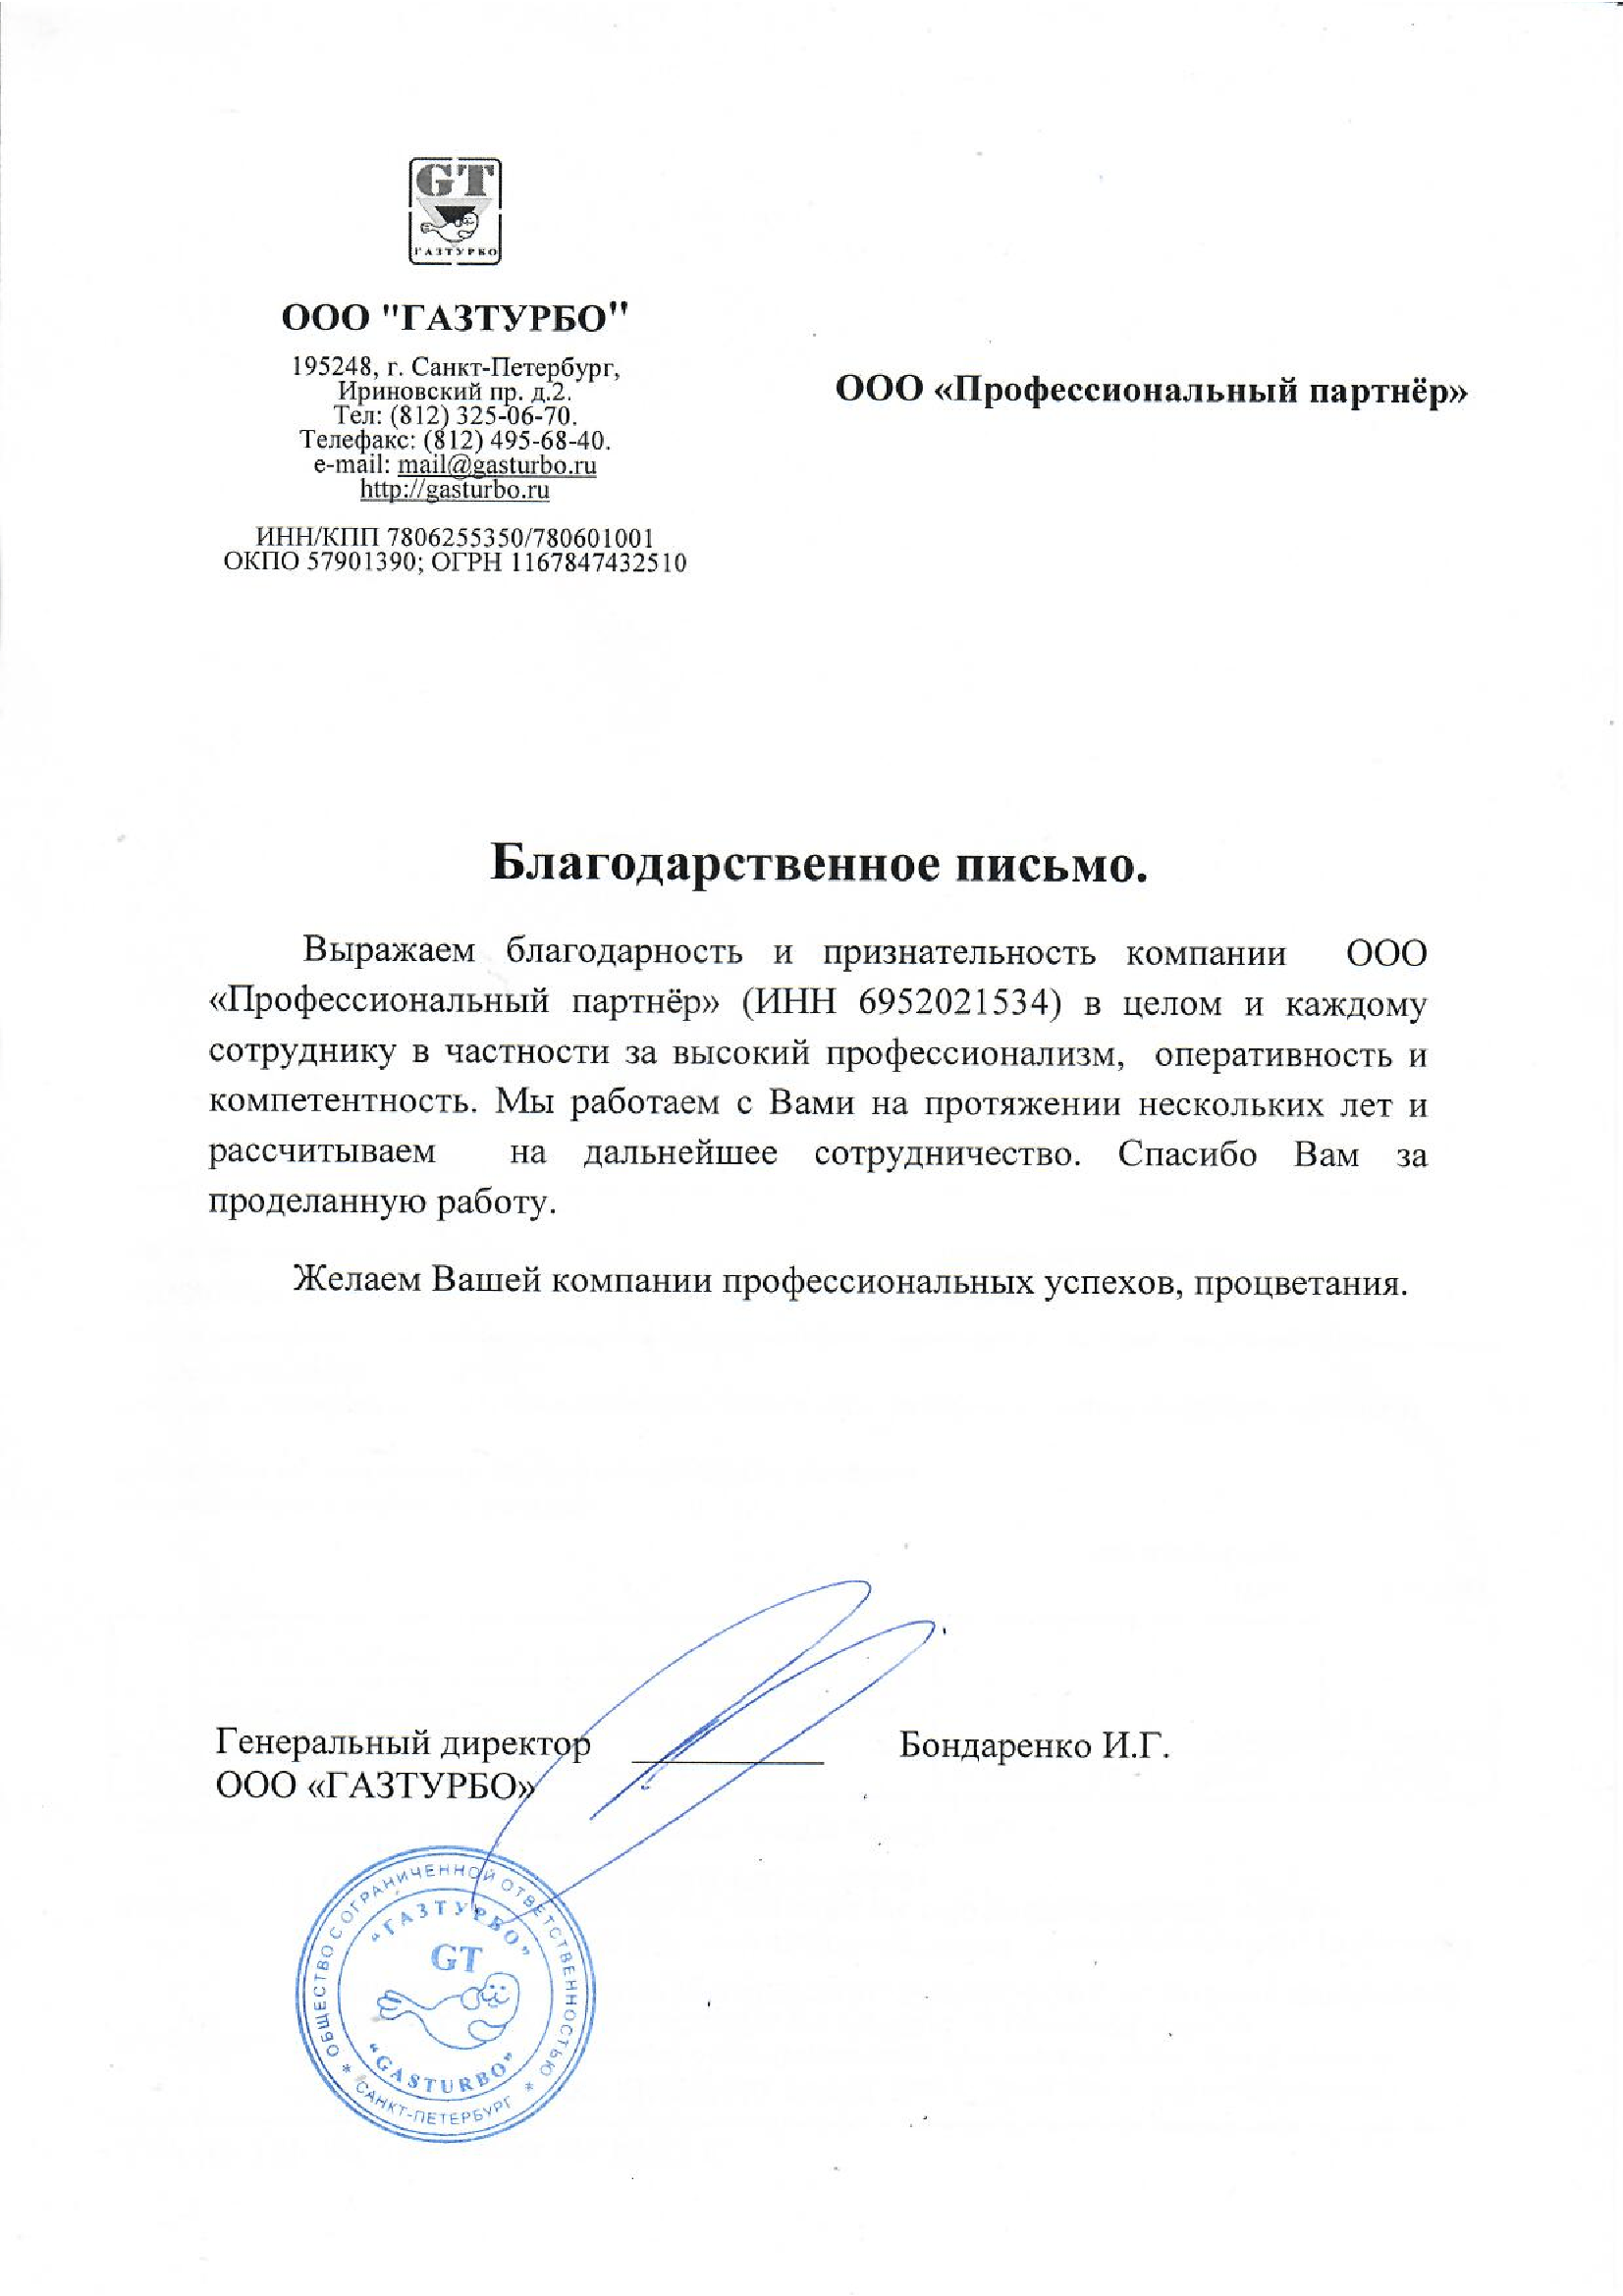 GT
ГАЗТУРБО
ООО "ГАЗТУРБО"
195248, г. Санкт-Петербург,
Ириновский пр. д.2.
Тел: (812) 325-06-70.
Телефакс: (812) 495-68-40.
e-mail: mail@gasturbo.ru
http://gasturbo.ru
ИНН/КПП 7806255350/780601001
ОКПО 57901390; ОГРН 1167847432510
ООО «Профессиональный партнёр»
Благодарственное письмо.
Выражаем благодарность и признательность компании ООО
«Профессиональный партнёр» (ИНН 6952021534) в целом и каждому
сотруднику в частности за высокий профессионализм, оперативность и
компетентность. Мы работаем с Вами на протяжении нескольких лет и
рассчитываем на дальнейшее сотрудничество. Спасибо Вам за
проделанную работу.
Желаем Вашей компании профессиональных успехов, процветания.
Генеральный директор ____________ Бондаренко И.Г.
ООО «ГАЗТУРБО»
ОБЩЕСТВО С ОГРАНИЧЕННОЙ ОТВЕТСТВЕННОСТЬЮ
* САНКТ-ПЕТЕРБУРГ *
"ГАЗТУРБО"
GT
"GASTURBO"